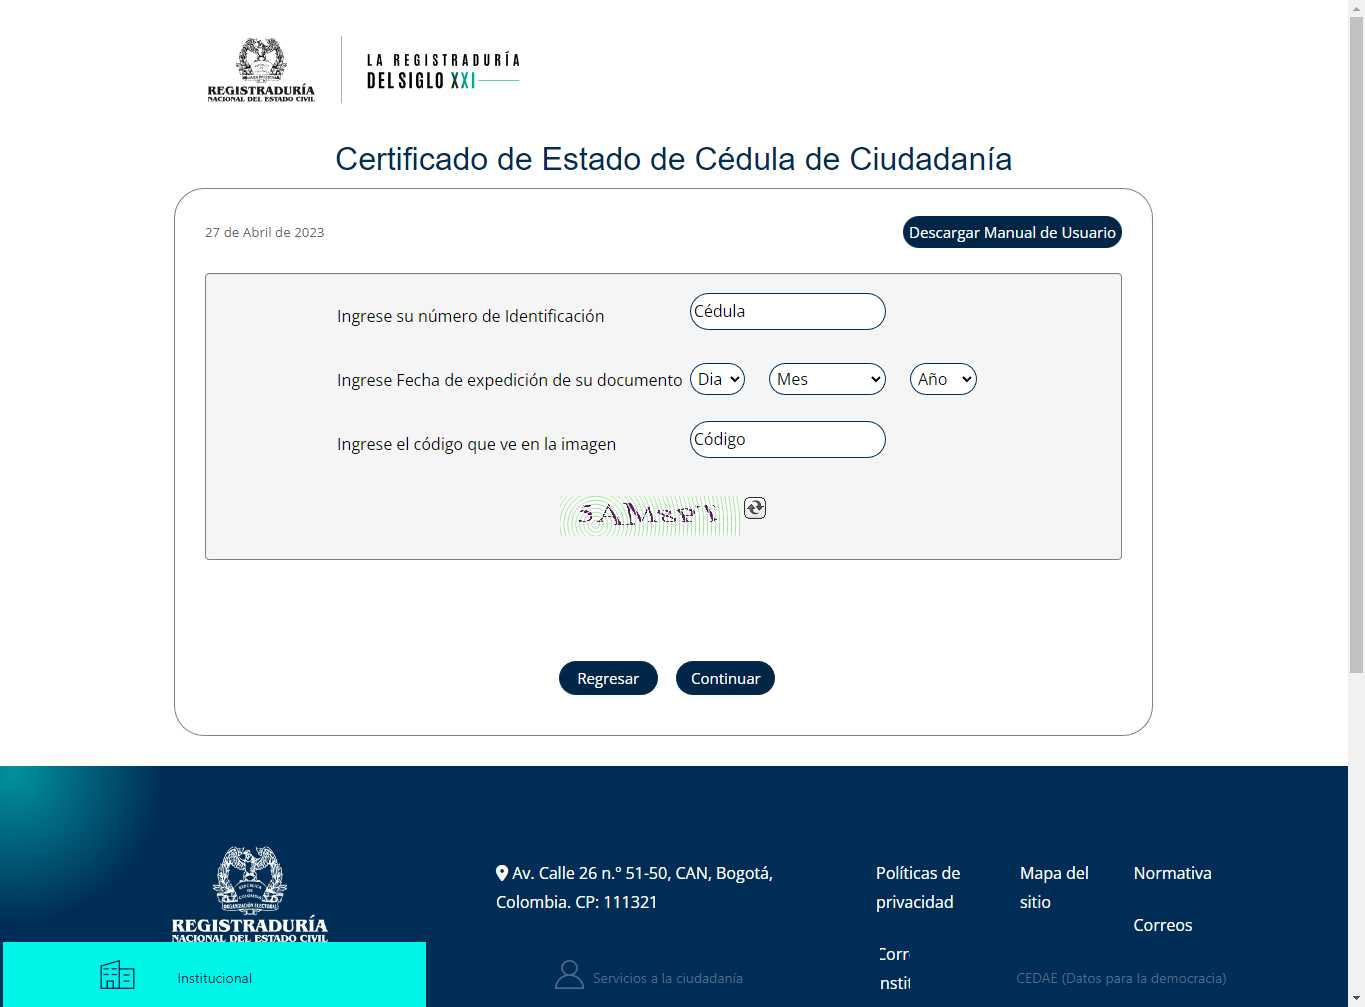 REGISTRADURÍA
NACIONAL DEL ESTADO CIVIL
LA REGISTRADURÍA
DEL SIGLO XXI
Certificado de Estado de Cédula de Ciudadanía
27 de Abril de 2023
Descargar Manual de Usuario
Ingrese su número de Identificación
Cédula
Ingrese Fecha de expedición de su documento
Dia
Mes
Año
Ingrese el código que ve en la imagen
Código
Regresar
Continuar
REGISTRADURÍA
NACIONAL DEL ESTADO CIVIL
Av. Calle 26 n.° 51-50, CAN, Bogotá,
Colombia. CP: 111321
Políticas de
privacidad
Mapa del
sitio
Normativa
Correos
Institucional
Servicios a la ciudadanía
CEDAE (Datos para la democracia)